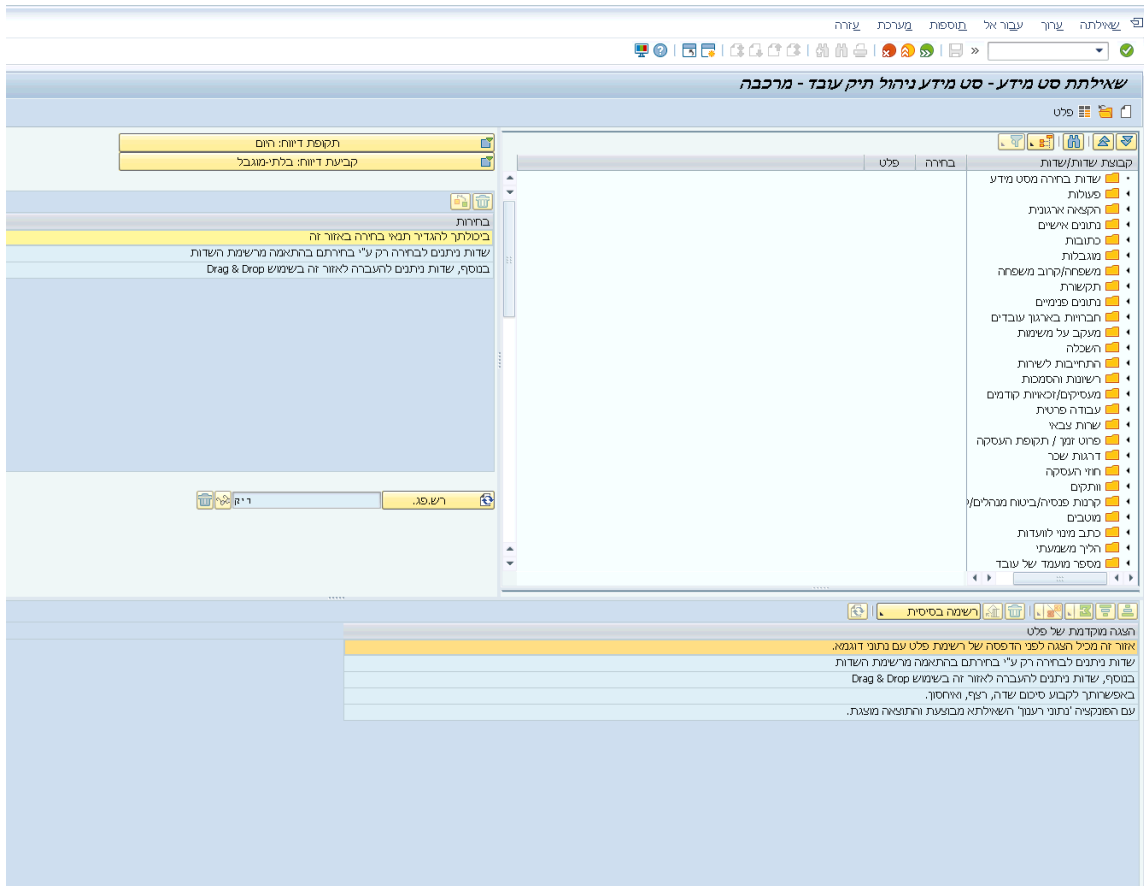 שאילתה ערוך עבור אל תוספות מערכת עזרה
שאילתת סט מידע - סט מידע ניהול תיק עובד - מרכבה
פלט
תקופת דיווח: היום
קביעת דיווח: בלתי-מוגבל
קבוצת שדות/שדות בחירה פלט
שדות בחירה מסט מידע
פעולות
הקצאה ארגונית
נתונים אישיים
כתובות
מוגבלות
משפחה/קרוב משפחה
תקשורת
נתונים פנימיים
חברויות בארגון עובדים
מעקב על משימות
השכלה
התחייבות לשירות
רשיונות והסמכות
מעסיקים/זכאויות קודמים
עבודה פרטית
שרות צבאי
פרוט זמן / תקופת העסקה
דרגות שכר
חוזי העסקה
וותקים
קרנות פנסיה/ביטוח מנהלים/
מוטבים
כתב מינוי לוועדות
הליך משמעתי
מספר מועמד של עובד
בחירות
ביכולתך להגדיר תנאי בחירה באזור זה
שדות ניתנים לבחירה רק ע"י בחירתם בהתאמה מרשימת השדות
בנוסף, שדות ניתנים להעברה לאזור זה בשימוש Drag & Drop
רש.פג. ריק
רשימה בסיסית
הצגה מוקדמת של פלט
אזור זה מכיל הצגה לפני הדפסה של רשימת פלט עם נתוני דוגמא.
שדות ניתנים לבחירה רק ע"י בחירתם בהתאמה מרשימת השדות
בנוסף, שדות ניתנים להעברה לאזור זה בשימוש Drag & Drop
באפשרותך לקבוע סיכום שדה, רצף, ואיחסון.
עם הפונקציה 'נתוני רענון' השאילתא מבוצעת והתוצאה מוצגת.